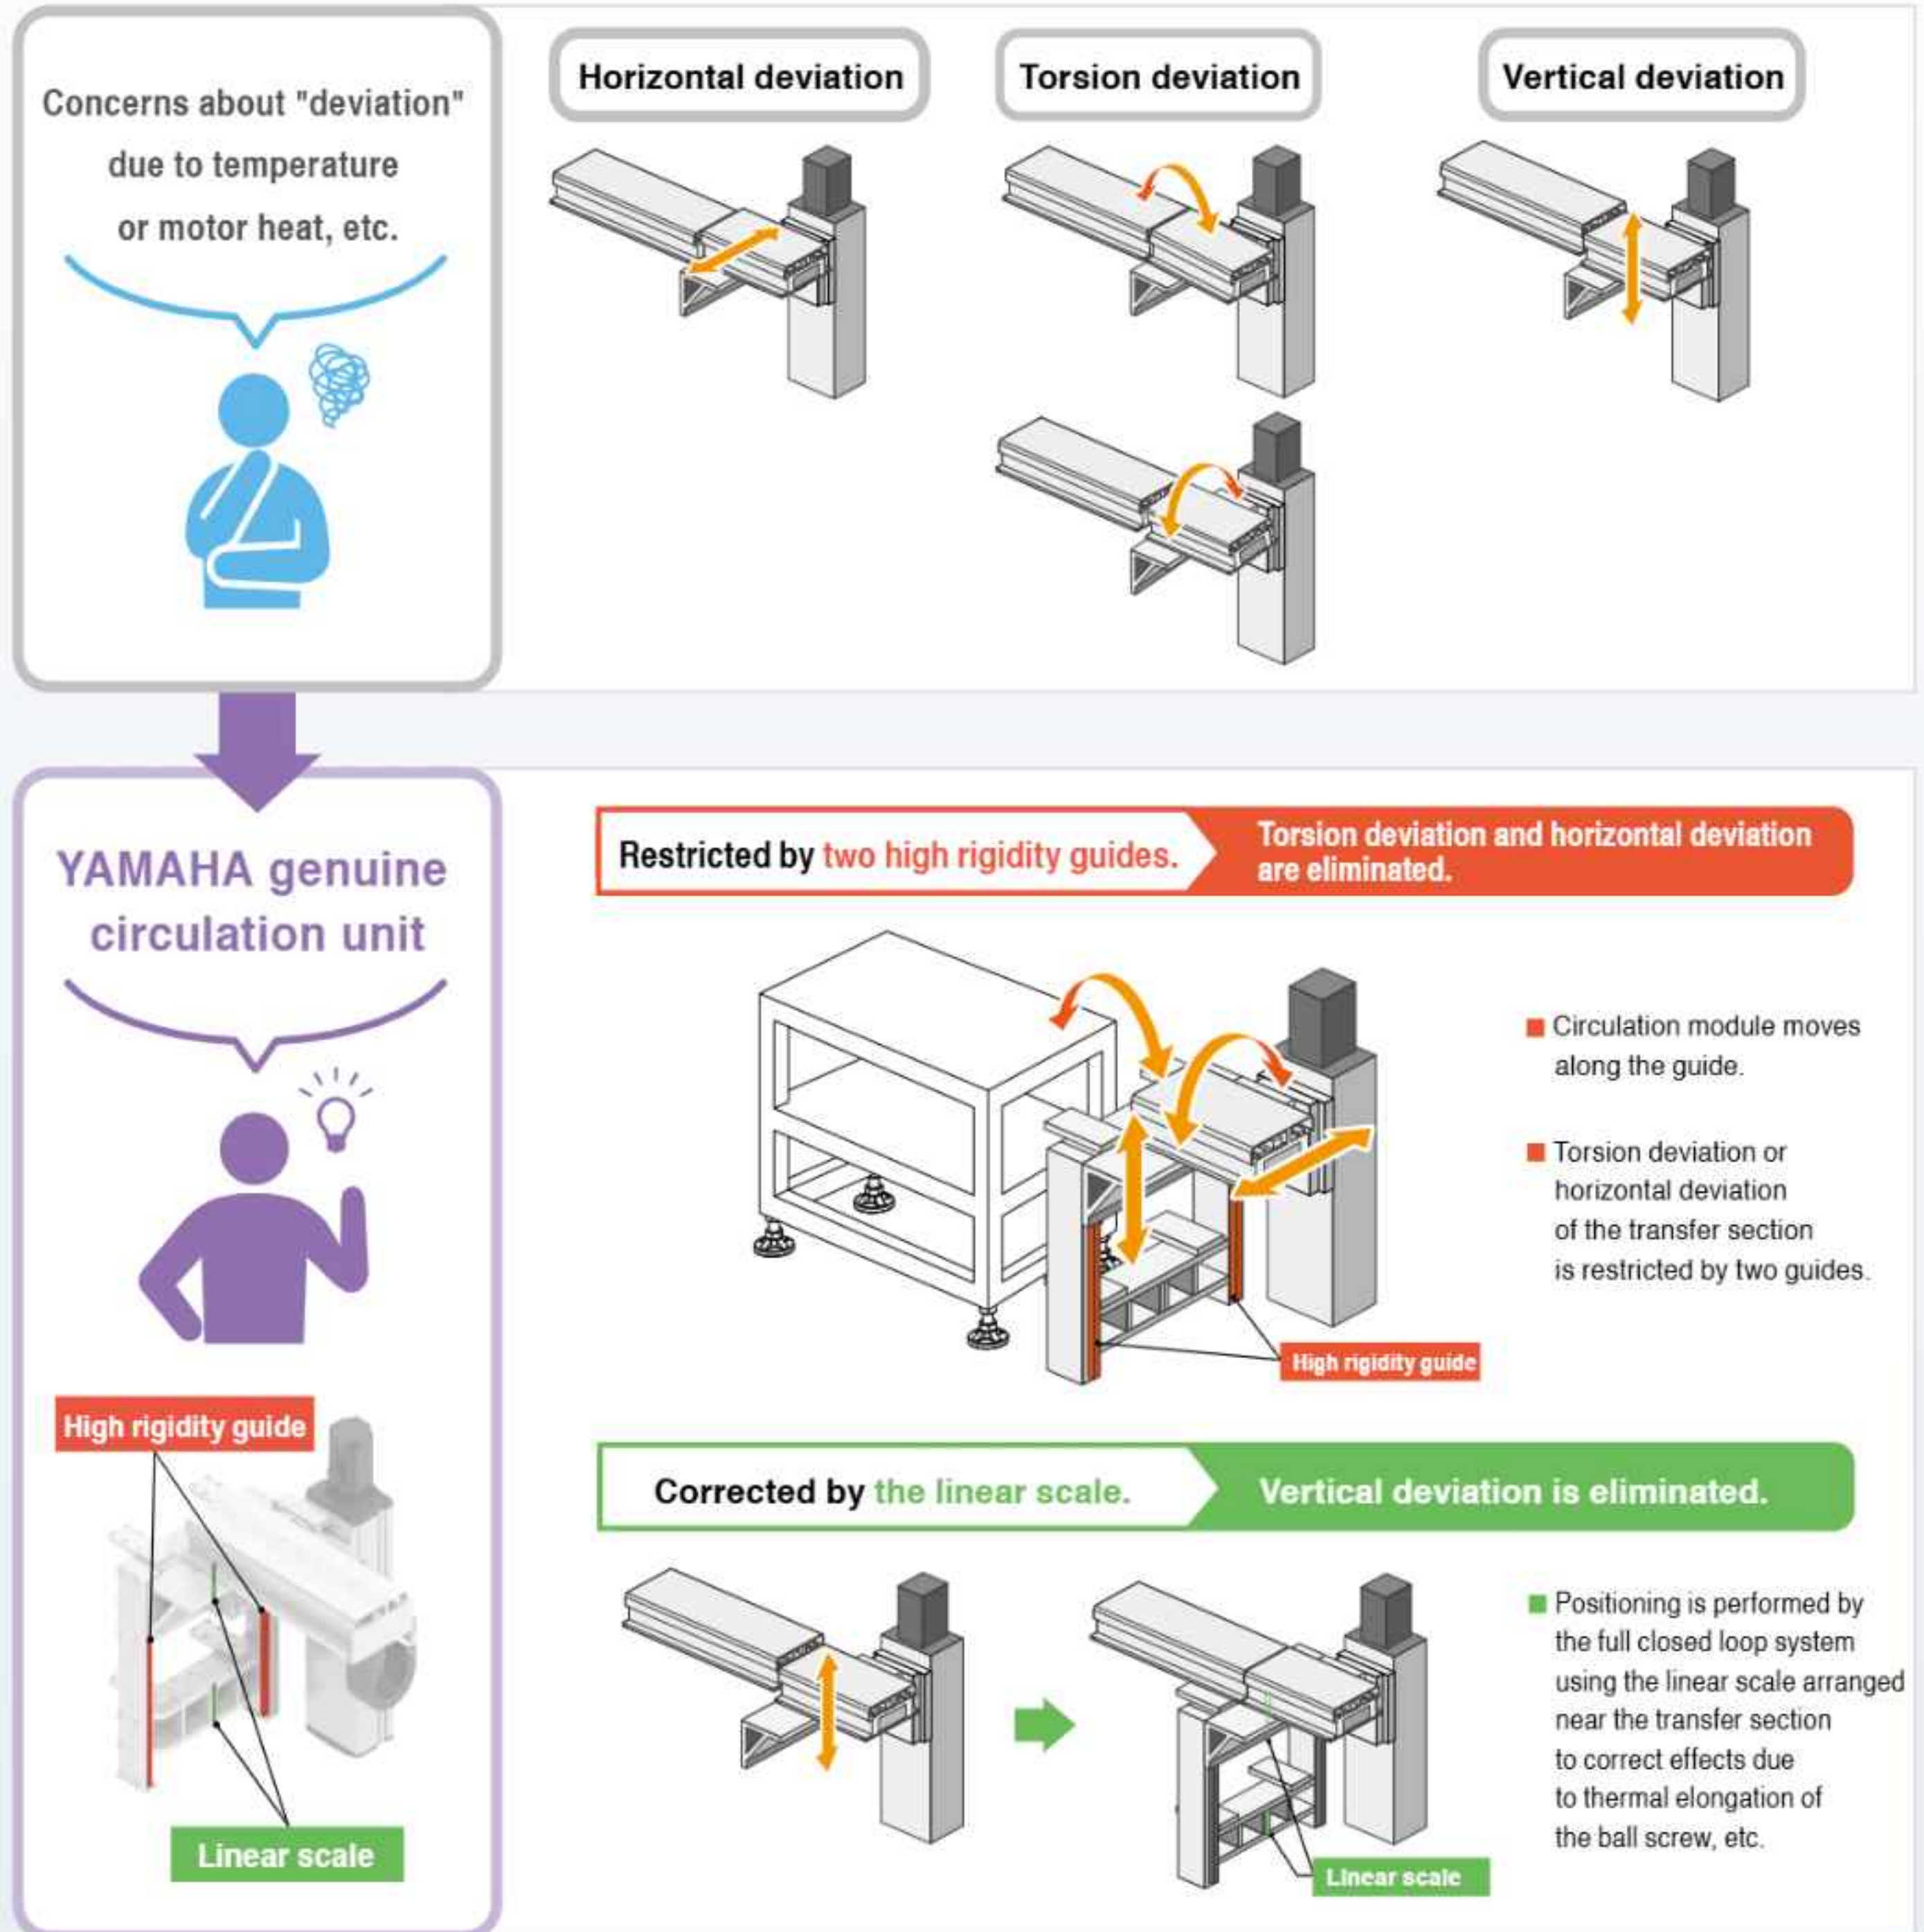 Concerns about "deviation"
due to temperature
or motor heat, etc.
Horizontal deviation
Torsion deviation
Vertical deviation
YAMAHA genuine
circulation unit
High rigidity guide
Linear scale
Restricted by two high rigidity guides.
Torsion deviation and horizontal deviation
are eliminated.
■ Circulation module moves
along the guide.
■ Torsion deviation or
horizontal deviation
of the transfer section
is restricted by two guides.
High rigidity guide
Corrected by the linear scale.
Vertical deviation is eliminated.
■ Positioning is performed by
the full closed loop system
using the linear scale arranged
near the transfer section
to correct effects due
to thermal elongation of
the ball screw, etc.
Linear scale